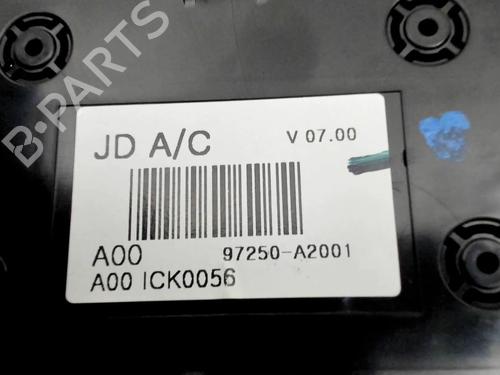 B-PARTS
JD A/C
V 07.00
A00
97250-A2001
A00 ICK0056